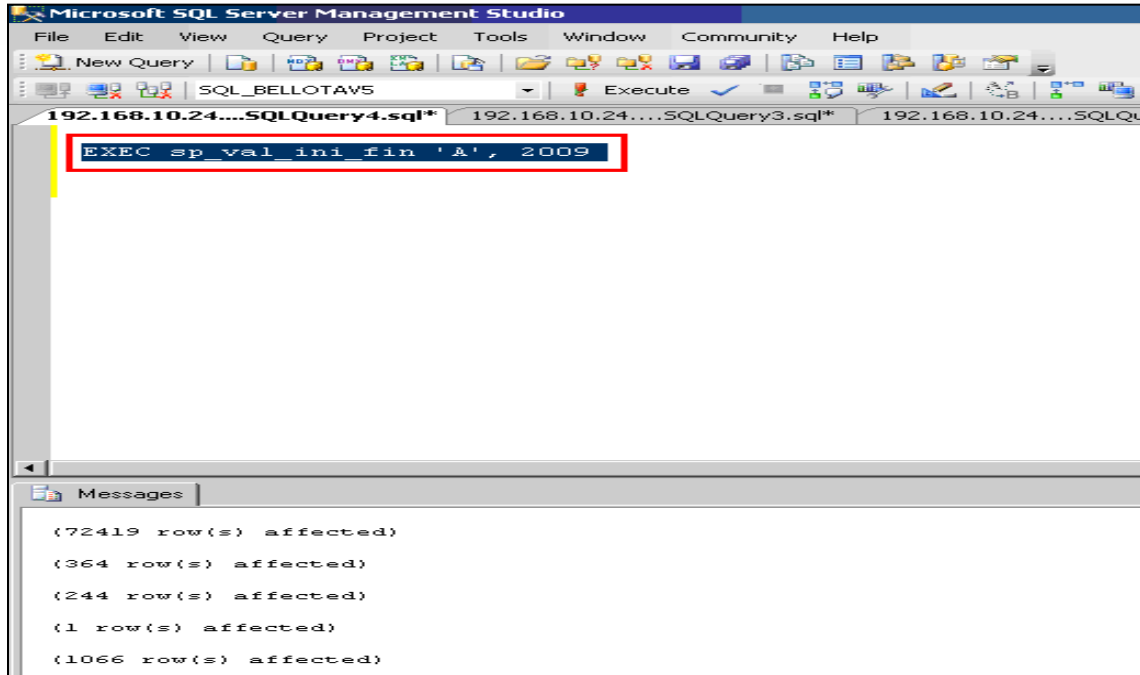 Microsoft SQL Server Management Studio
File Edit View Query Project Tools Window Community Help
New Query
SQL_BELLOTAV5 Execute
192.168.10.24....SQLQuery4.sql* 192.168.10.24....SQLQuery3.sql* 192.168.10.24....SQLQu
EXEC sp_val_ini_fin 'A', 2009
Messages
(72419 row(s) affected)
(364 row(s) affected)
(244 row(s) affected)
(1 row(s) affected)
(1066 row(s) affected)